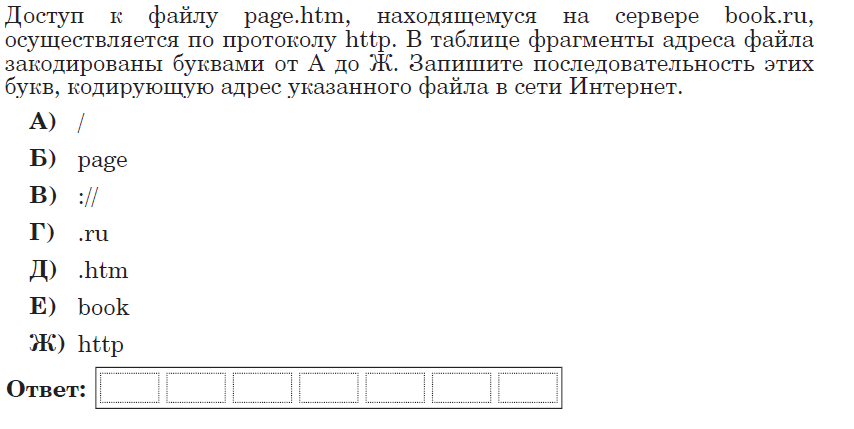 Доступ к файлу page.htm, находящемуся на сервере book.ru,
осуществляется по протоколу http. В таблице фрагменты адреса файла
закодированы буквами от А до Ж. Запишите последовательность этих
букв, кодирующую адрес указанного файла в сети Интернет.
А) /
Б) page
В) ://
Г) .ru
Д) .htm
Е) book
Ж) http
Ответ: